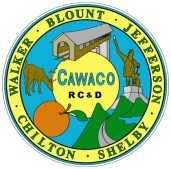 WALKER · BLOUNT · JEFFERSON · SHELBY · CHILTON ·
CAWACO
RC&D